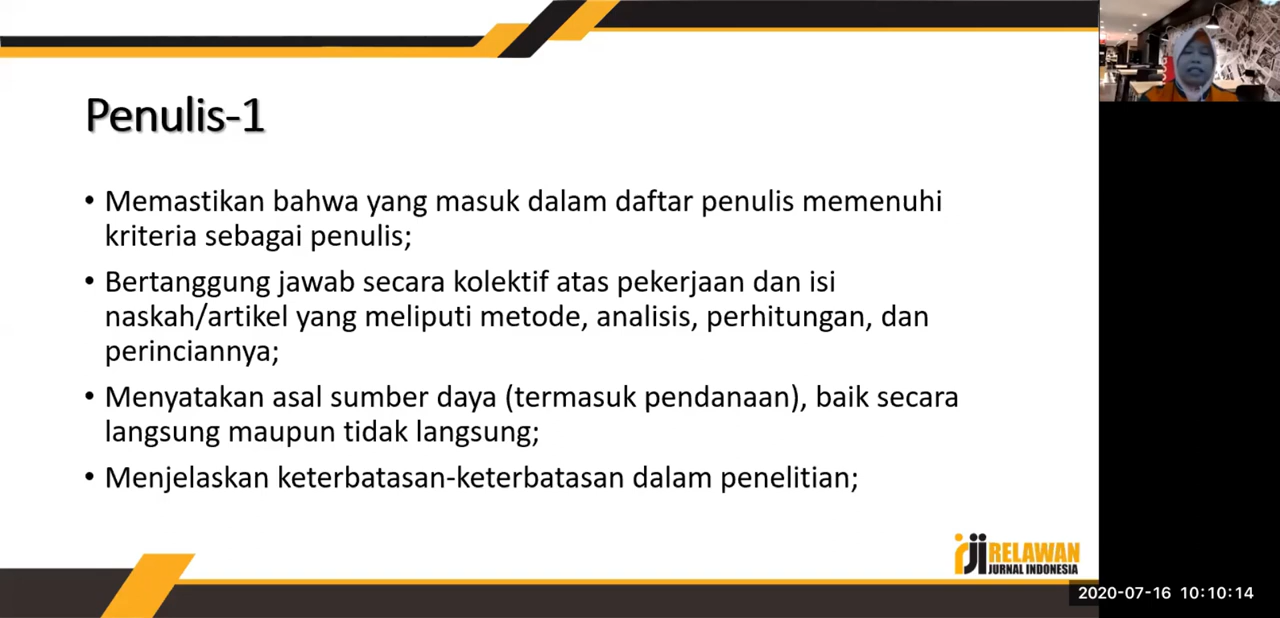 Penulis-1
• Memastikan bahwa yang masuk dalam daftar penulis memenuhi
kriteria sebagai penulis;
• Bertanggung jawab secara kolektif atas pekerjaan dan isi
naskah/artikel yang meliputi metode, analisis, perhitungan, dan
perinciannya;
• Menyatakan asal sumber daya (termasuk pendanaan), baik secara
langsung maupun tidak langsung;
• Menjelaskan keterbatasan-keterbatasan dalam penelitian;
rji RELAWAN
JURNAL INDONESIA
2020-07-16 10:10:14